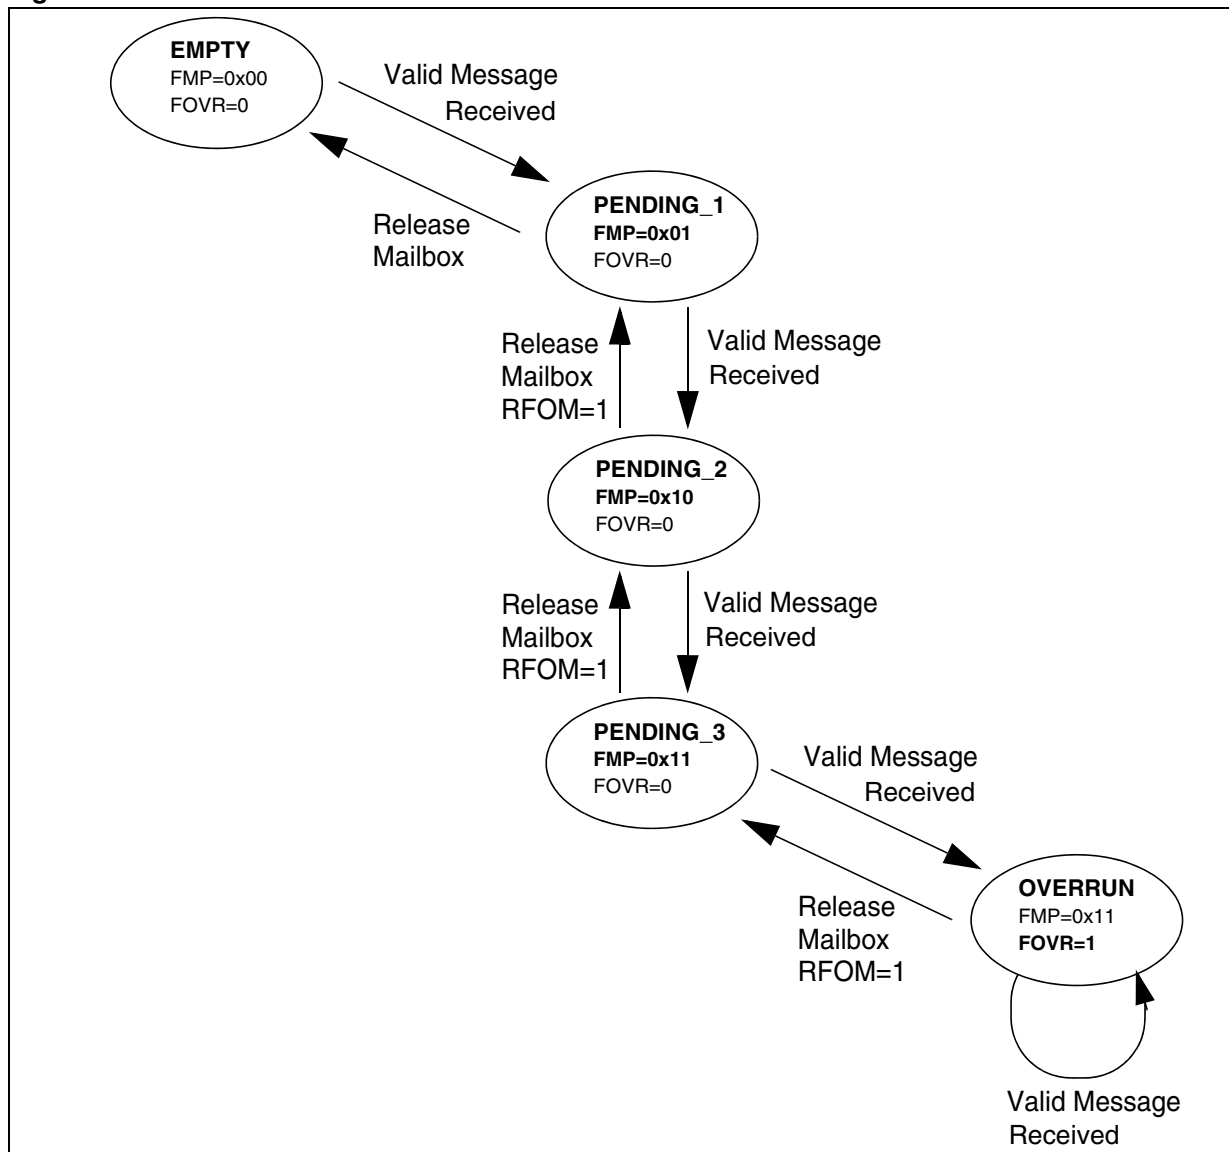 EMPTY
FMP=0x00
FOVR=0
Valid Message
Received
Release
Mailbox
PENDING_1
FMP=0x01
FOVR=0
Release
Mailbox
RFOM=1
Valid Message
Received
PENDING_2
FMP=0x10
FOVR=0
Release
Mailbox
RFOM=1
Valid Message
Received
PENDING_3
FMP=0x11
FOVR=0
Valid Message
Received
Release
Mailbox
RFOM=1
OVERRUN
FMP=0x11
FOVR=1
Valid Message
Received